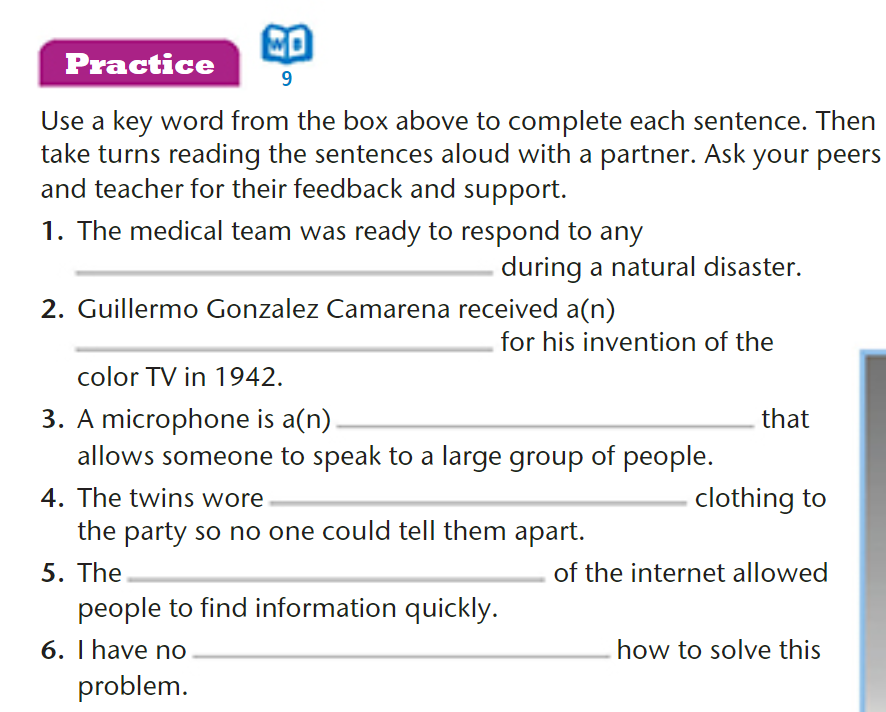 Practice
WB
9
Use a key word from the box above to complete each sentence. Then
take turns reading the sentences aloud with a partner. Ask your peers
and teacher for their feedback and support.
1. The medical team was ready to respond to any
during a natural disaster.
2. Guillermo Gonzalez Camarena received a(n)
for his invention of the
color TV in 1942.
3. A microphone is a(n) that
allows someone to speak to a large group of people.
4. The twins wore clothing to
the party so no one could tell them apart.
5. The of the internet allowed
people to find information quickly.
6. I have no how to solve this
problem.